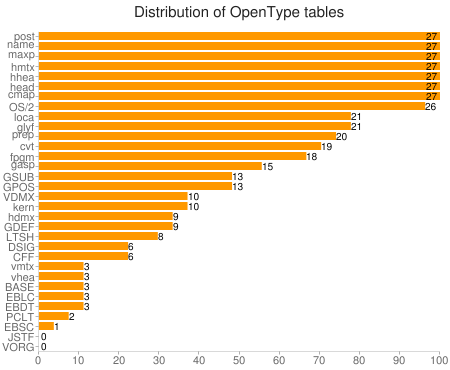 Distribution of OpenType tables
post 27
name 27
maxp 27
hmtx 27
hhea 27
head 27
cmap 27
OS/2 26
loca 21
glyf 21
prep 20
cvt 19
fpgm 18
gasp 15
GSUB 13
GPOS 13
VDMX 10
kern 10
hdmx 9
GDEF 9
LTSH 8
DSIG 6
CFF 6
vmtx 3
vhea 3
BASE 3
EBLC 3
EBDT 3
PCLT 2
EBSC 1
JSTF 0
VORG 0
0 10 20 30 40 50 60 70 80 90 100